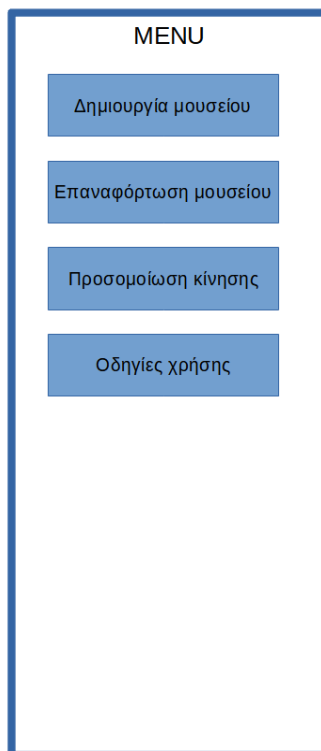 MENU
Δημιουργία μουσείου
Επαναφόρτωση μουσείου
Προσομοίωση κίνησης
Οδηγίες χρήσης